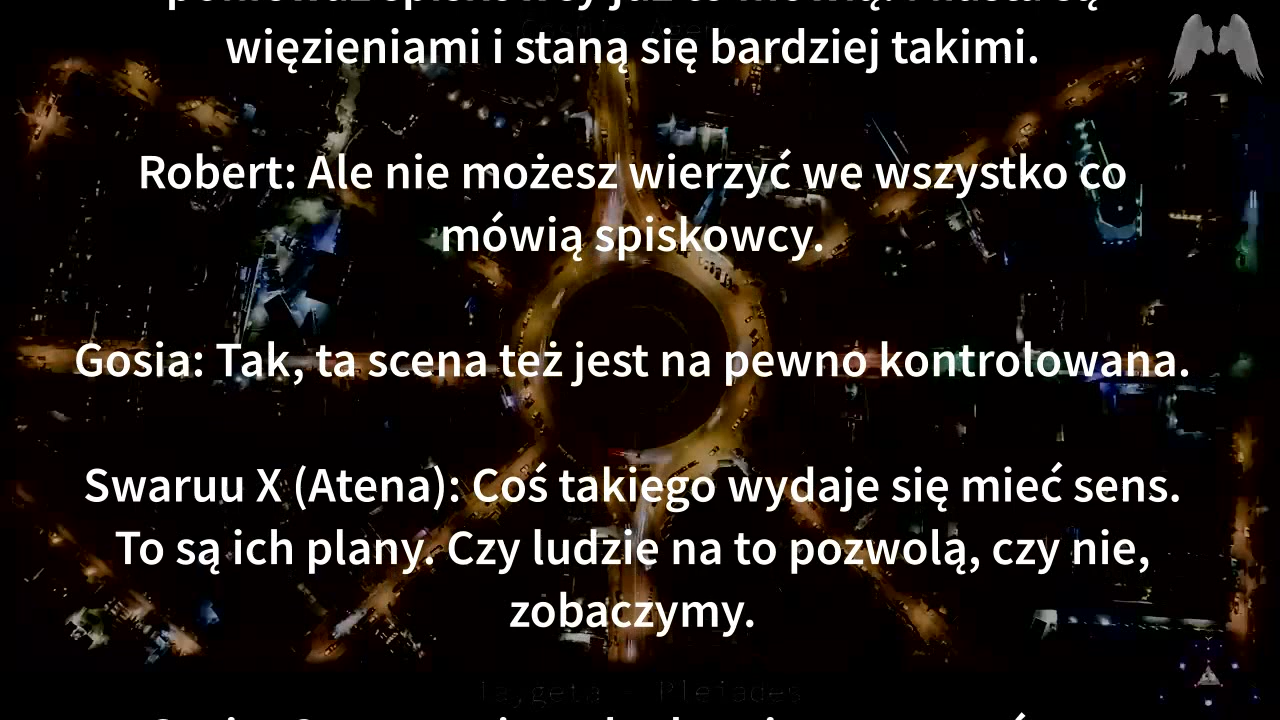 więzieniami i staną się bardziej takimi.
Robert: Ale nie możesz wierzyć we wszystko co
mówią spiskowcy.
Gosia: Tak, ta scena też jest na pewno kontrolowana.
Swaruu X (Atena): Coś takiego wydaje się mieć sens.
To są ich plany. Czy ludzie na to pozwolą, czy nie,
zobaczymy.